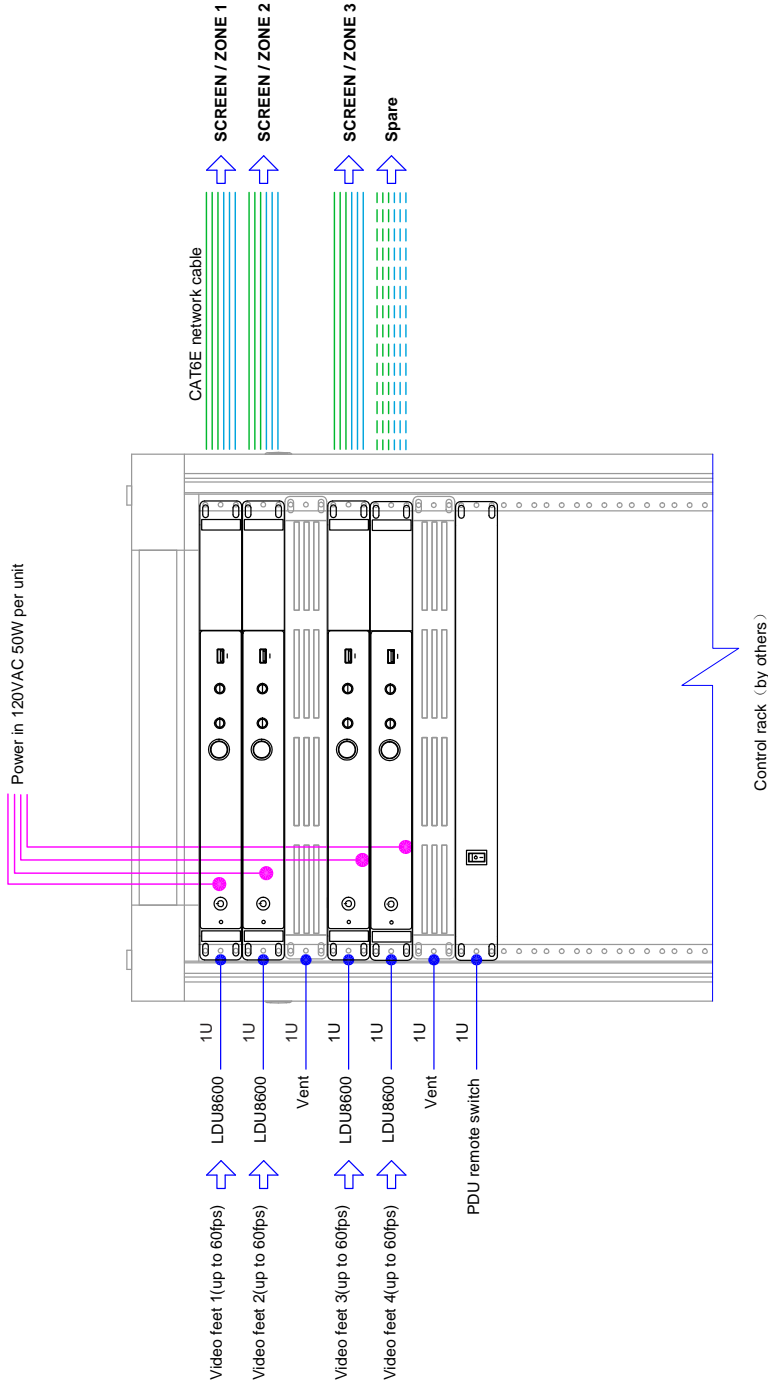 Power in 120VAC 50W per unit
CAT6E network cable
Video feet 1(up to 60fps)
LDU8600
1U
SCREEN / ZONE 1
Video feet 2(up to 60fps)
LDU8600
1U
SCREEN / ZONE 2
Vent
1U
Video feet 3(up to 60fps)
LDU8600
1U
SCREEN / ZONE 3
Video feet 4(up to 60fps)
LDU8600
1U
Spare
Vent
1U
PDU remote switch
1U
Control rack（by others）